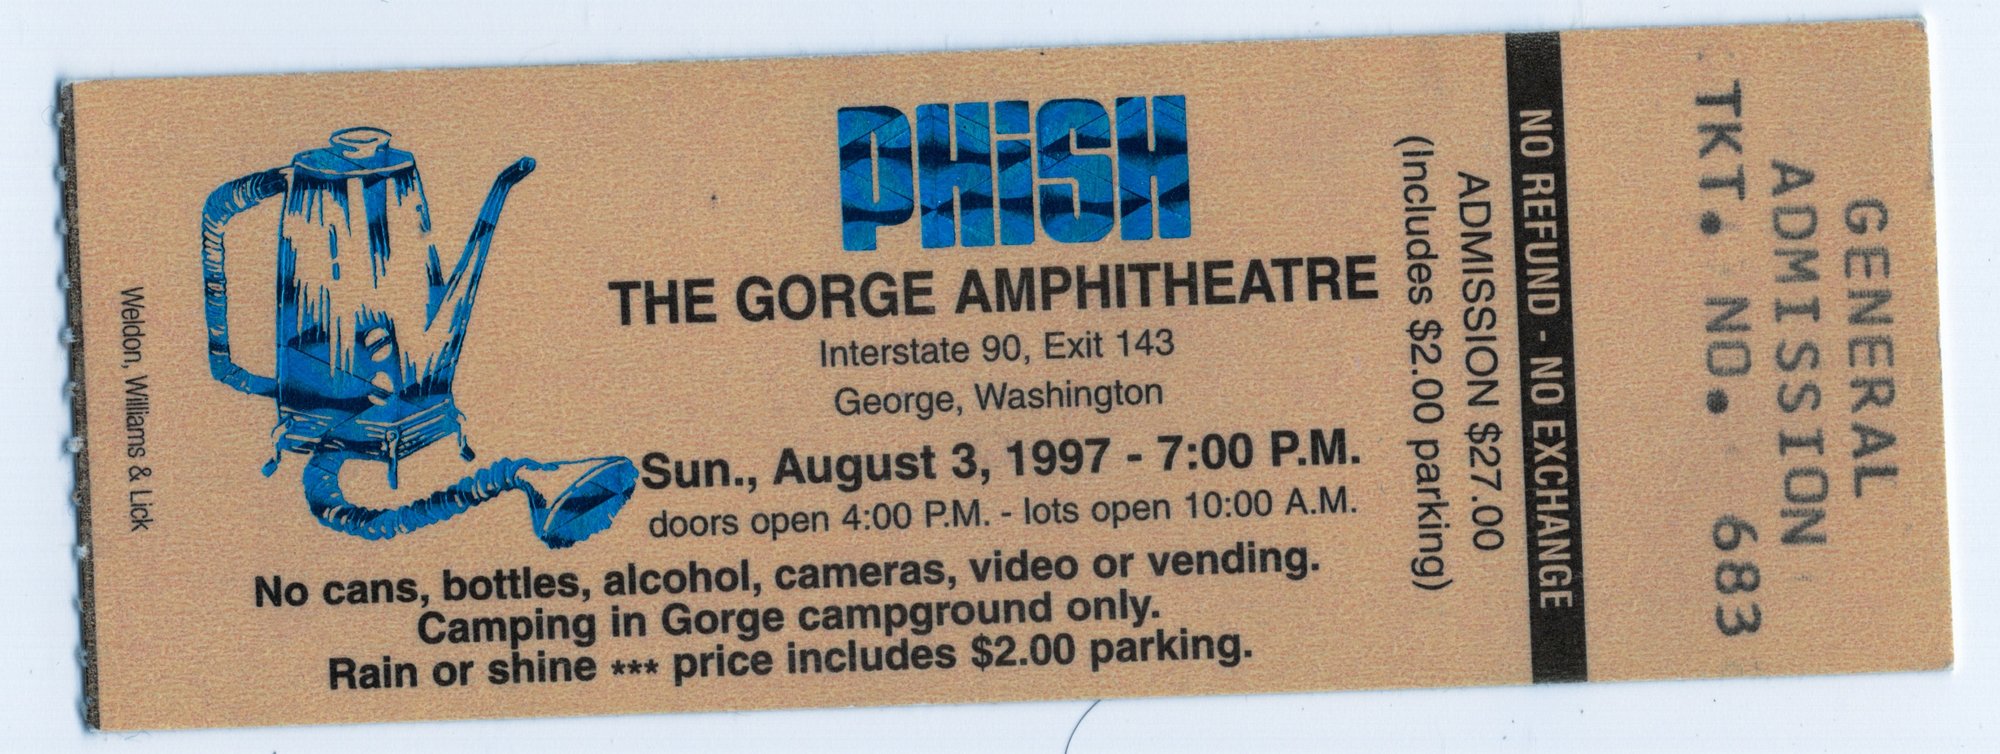 PHiSH
THE GORGE AMPHITHEATRE
Interstate 90, Exit 143
George, Washington
Sun., August 3, 1997 - 7:00 P.M.
doors open 4:00 P.M. - lots open 10:00 A.M.
No cans, bottles, alcohol, cameras, video or vending.
Camping in Gorge campground only.
Rain or shine *** price includes $2.00 parking.
Weldon, Williams & Lick
ADMISSION $27.00
(Includes $2.00 parking)
NO REFUND - NO EXCHANGE
GENERAL
ADMISSION
TKT. NO. 683